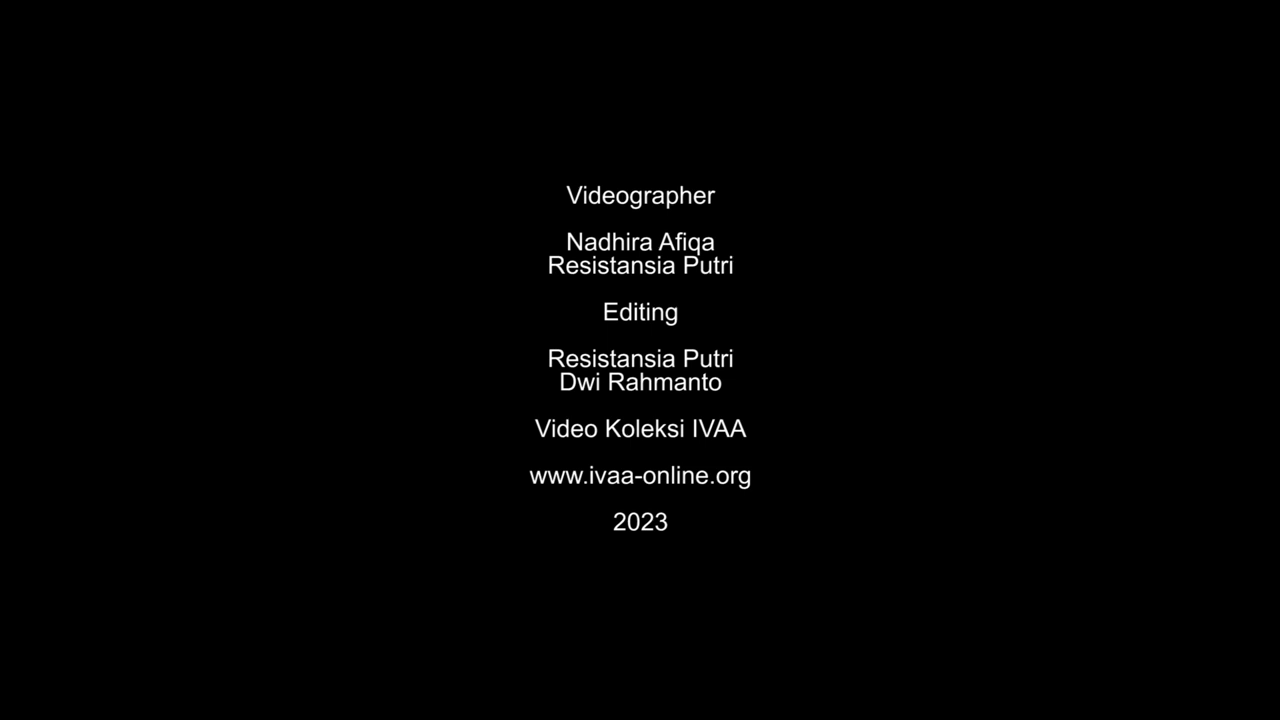 Videographer
Nadhira Afiqa
Resistansia Putri
Editing
Resistansia Putri
Dwi Rahmanto
Video Koleksi IVAA
www.ivaa-online.org
2023